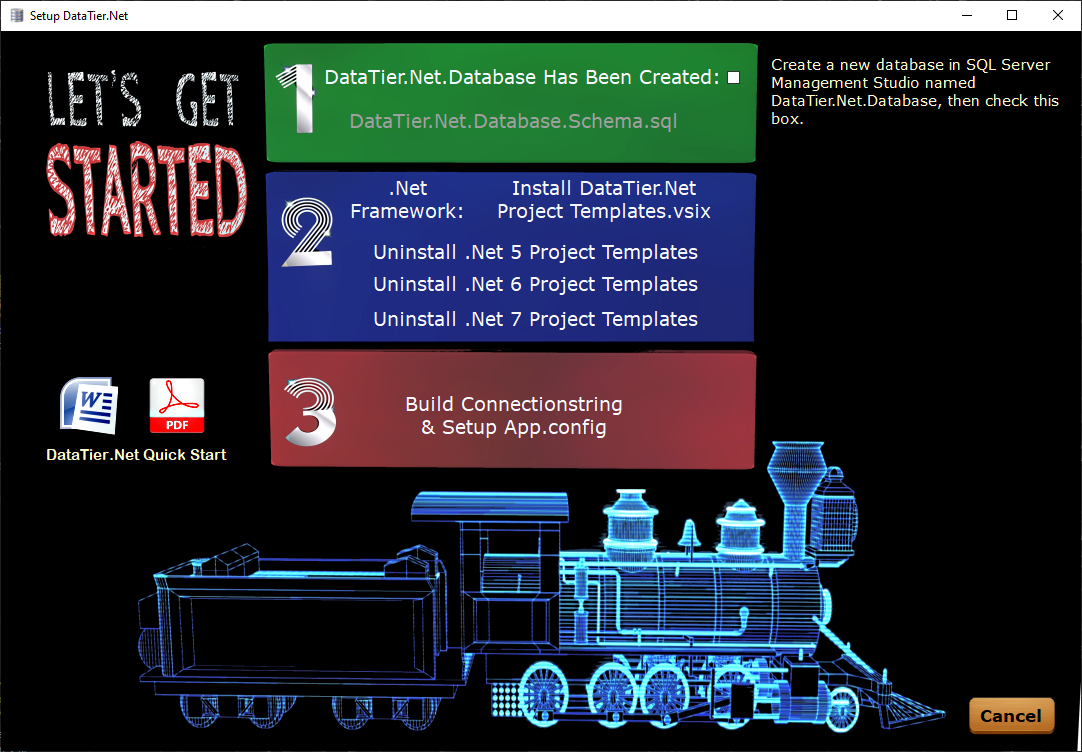 Setup DataTier.Net
LET'S GET
STARTED
1
DataTier.Net.Database Has Been Created:
DataTier.Net.Database.Schema.sql
Create a new database in SQL Server
Management Studio named
DataTier.Net.Database, then check this
box.
2
.Net
Framework:
Install DataTier.Net
Project Templates.vsix
Uninstall .Net 5 Project Templates
Uninstall .Net 6 Project Templates
Uninstall .Net 7 Project Templates
3
Build Connectionstring
& Setup App.config
W
PDF
DataTier.Net Quick Start
Cancel